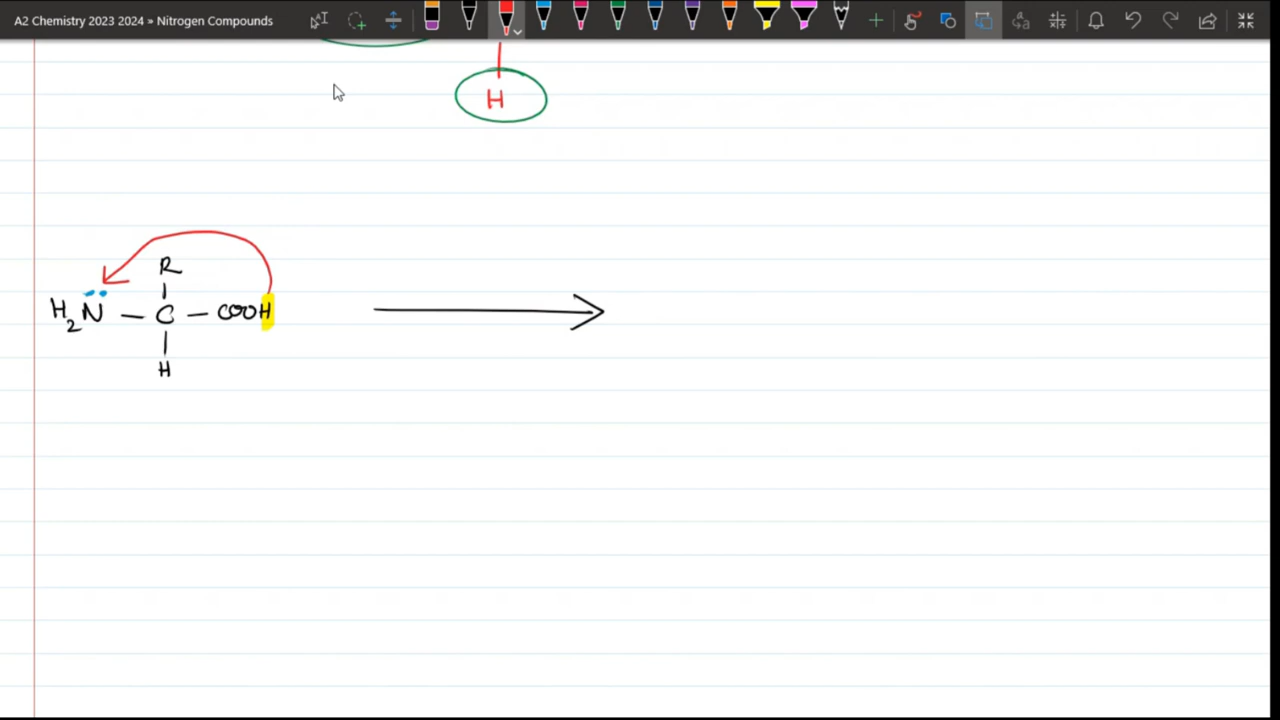 A2 Chemistry 2023 2024 » Nitrogen Compounds
H
R
H₂N — C — COOH
H